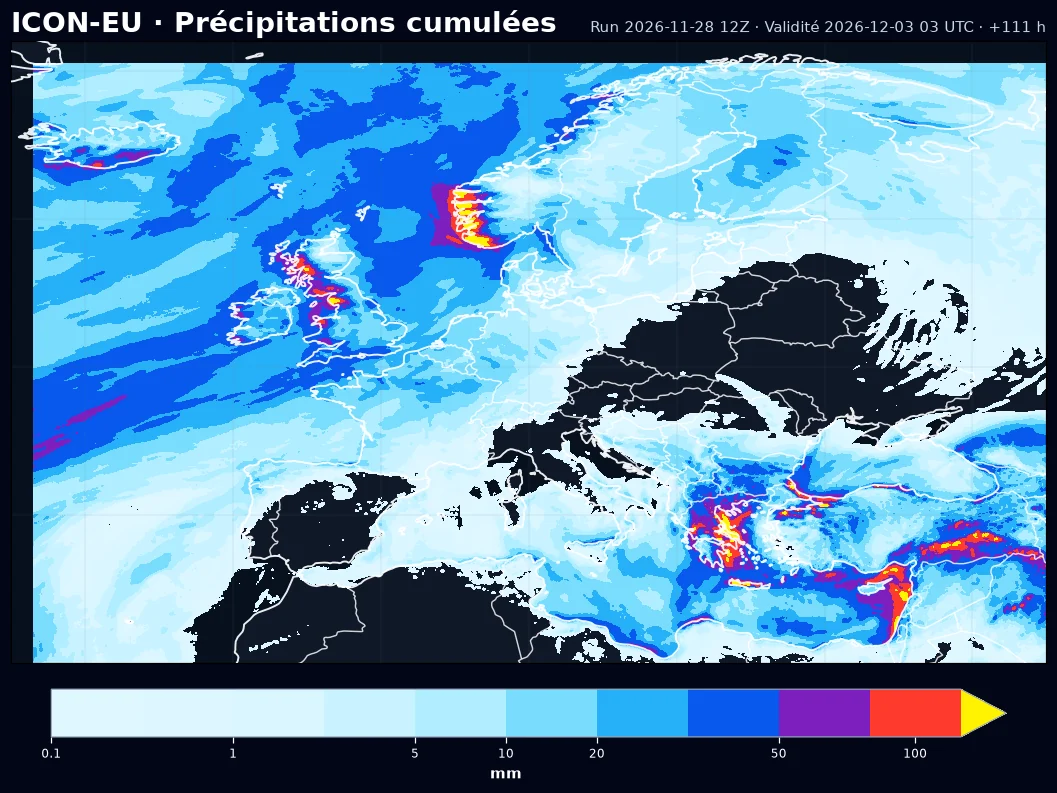 ICON-EU · Précipitations cumulées
Run 2026-11-28 12Z · Validité 2026-12-03 03 UTC · +111 h
0.1 1 5 10 20 50 100
mm